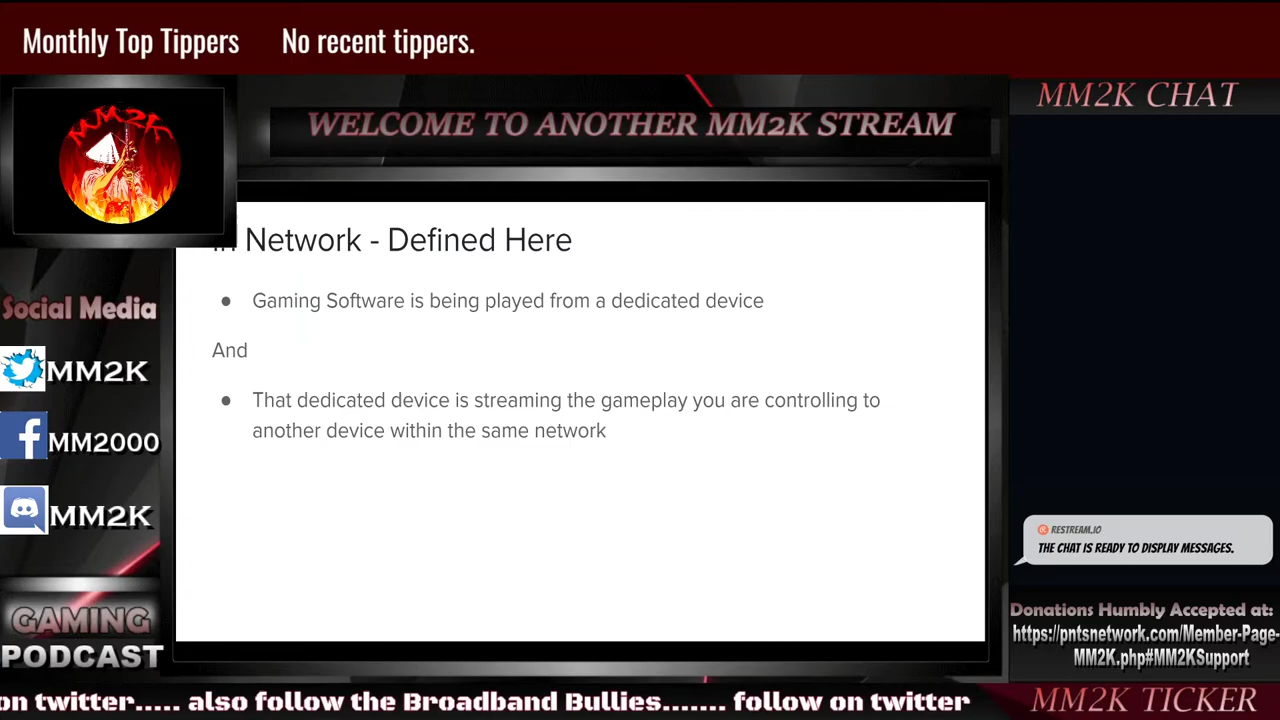 Monthly Top Tippers No recent tippers.
MM2K
WELCOME TO ANOTHER MM2K STREAM
MM2K CHAT
In Network - Defined Here
● Gaming Software is being played from a dedicated device
And
● That dedicated device is streaming the gameplay you are controlling to
another device within the same network
Social Media
MM2K
MM2000
MM2K
GAMING
PODCAST
RESTREAM.IO
THE CHAT IS READY TO DISPLAY MESSAGES.
Donations Humbly Accepted at:
https://pntsnetwork.com/Member-Page-
MM2K.php#MM2KSupport
on twitter..... also follow the Broadband Bullies....... follow on twitter
MM2K TICKER